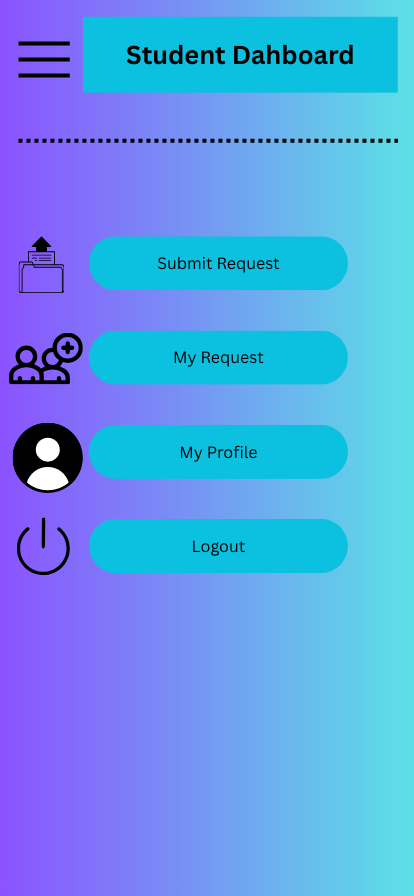 Student Dahboard
Submit Request
My Request
My Profile
Logout